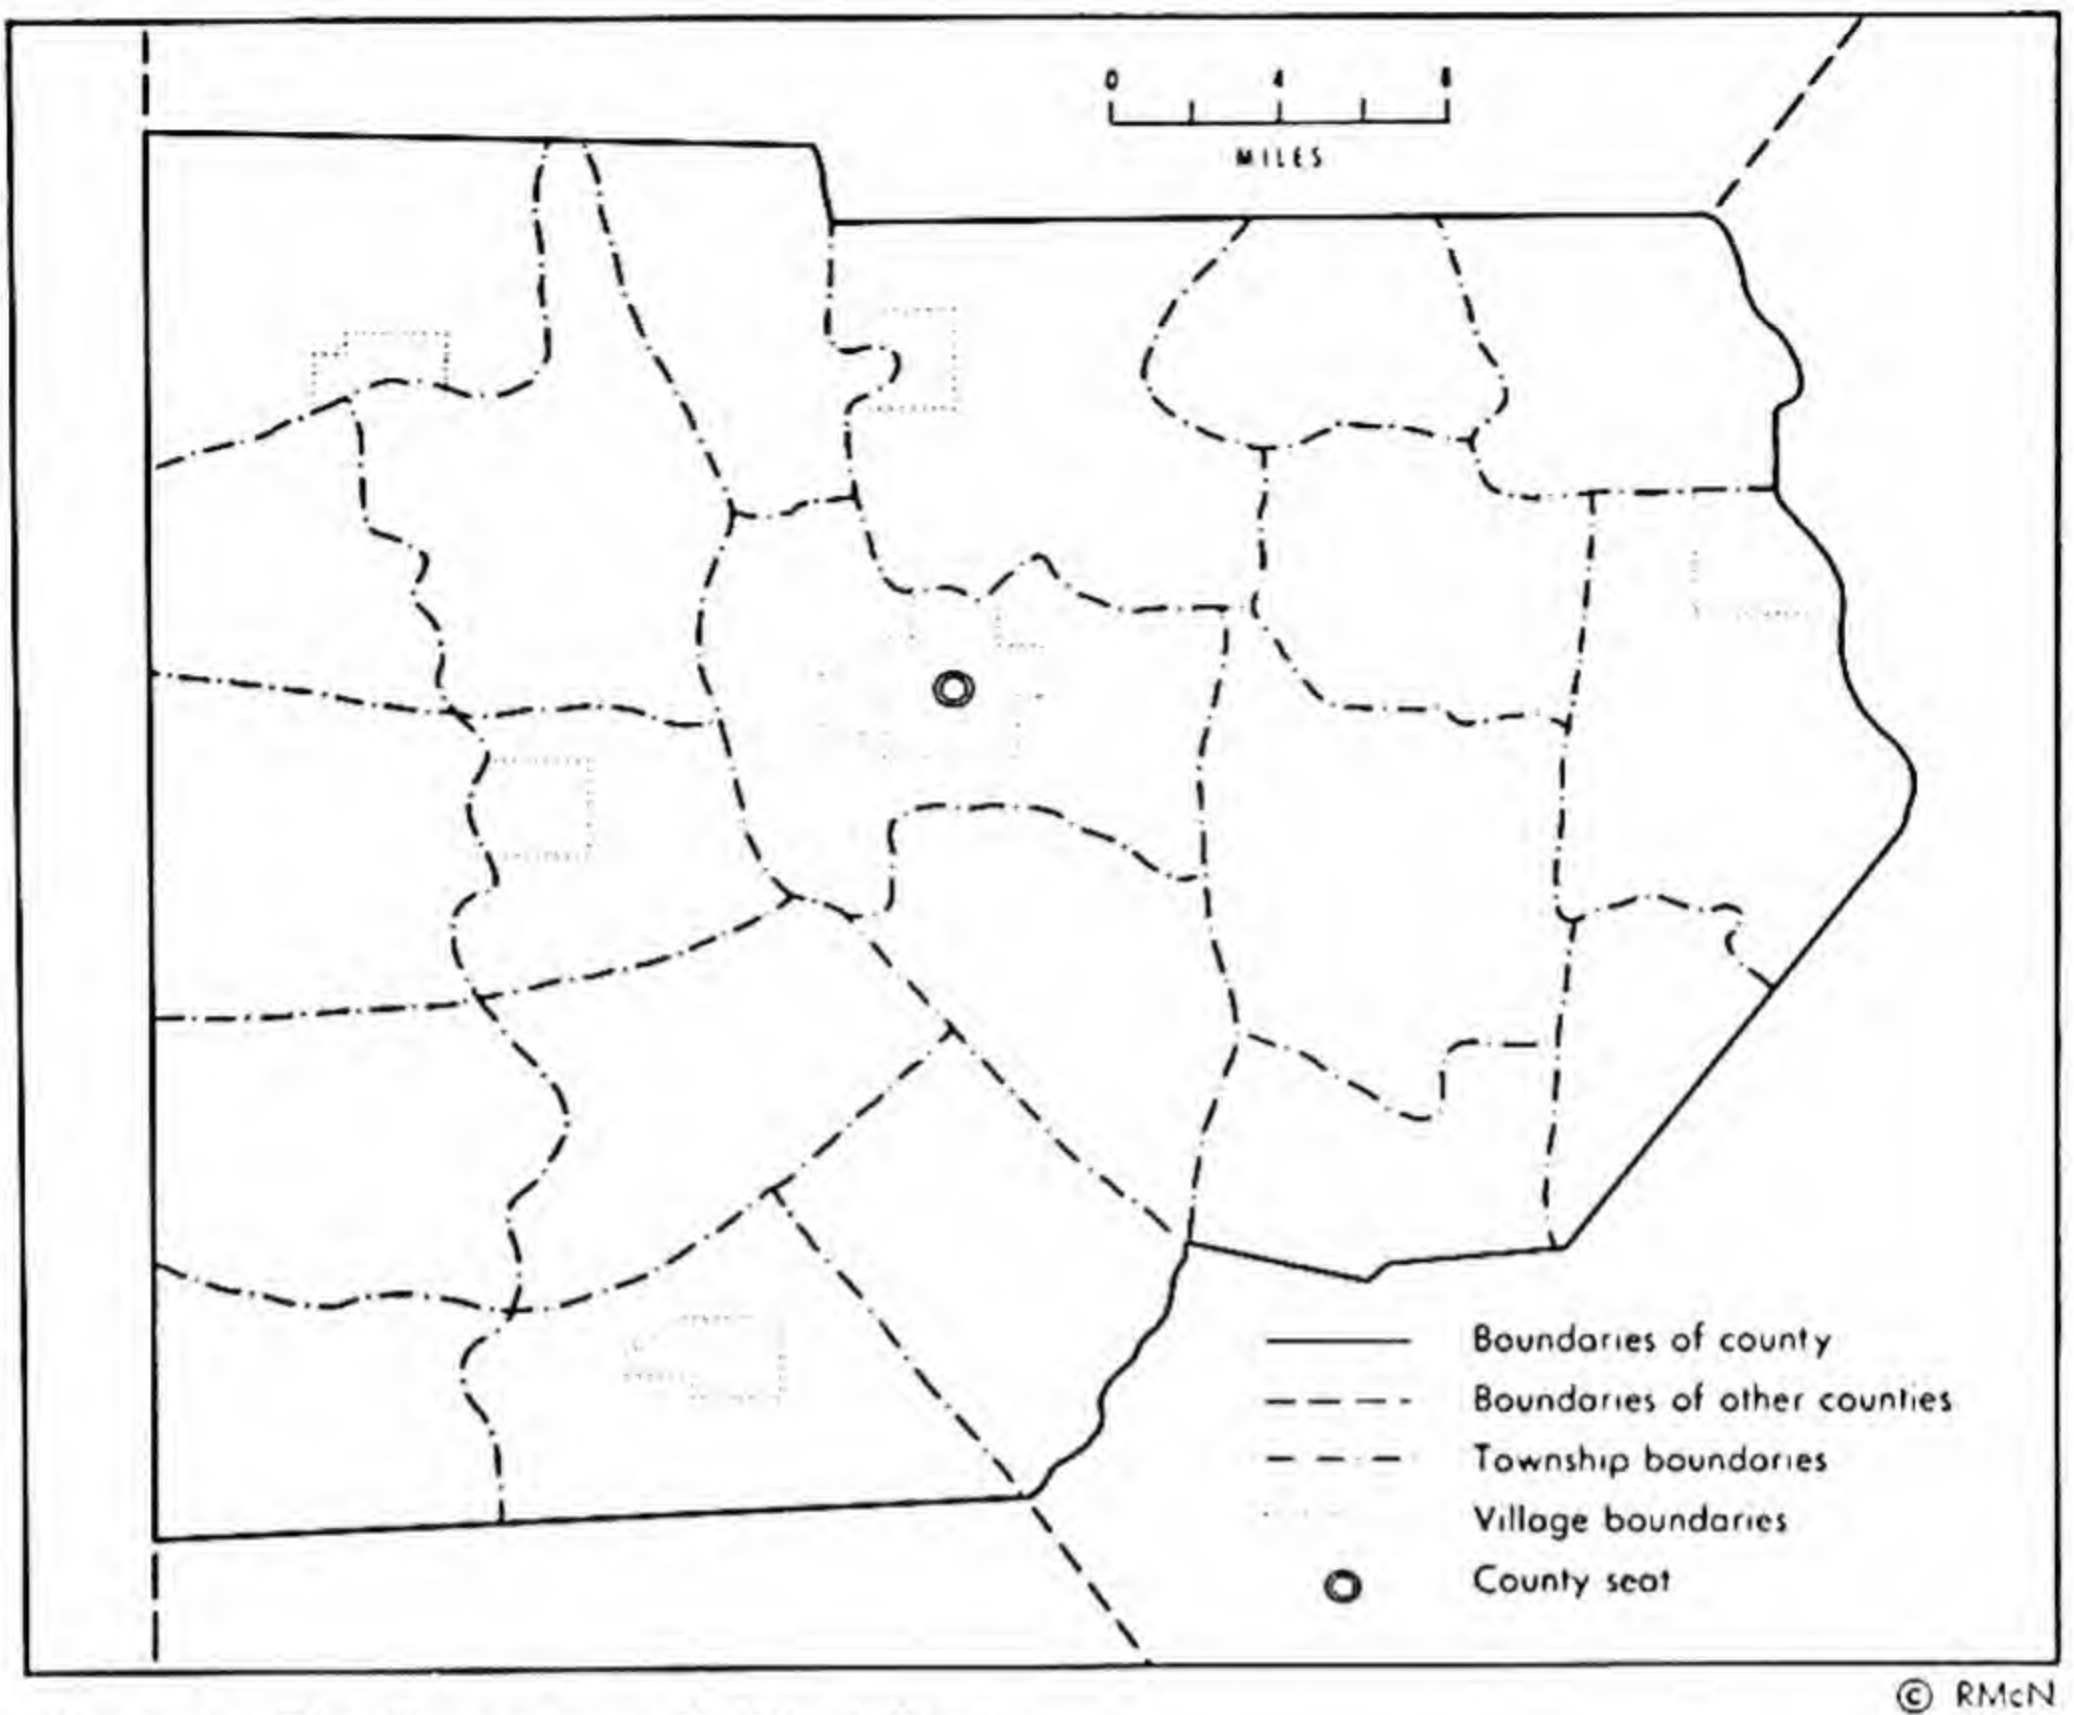 0 4 8
MILES
Boundaries of county
Boundaries of other counties
Township boundaries
Village boundaries
County seat
© RMcN